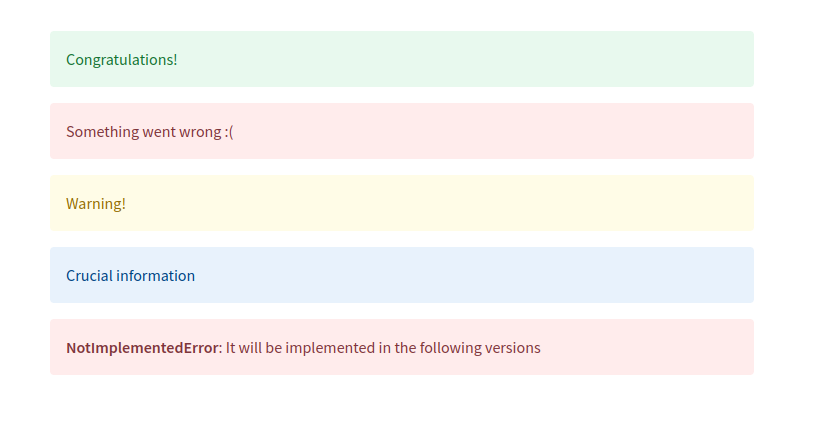 Congratulations!
Something went wrong :(
Warning!
Crucial information
NotImplementedError: It will be implemented in the following versions